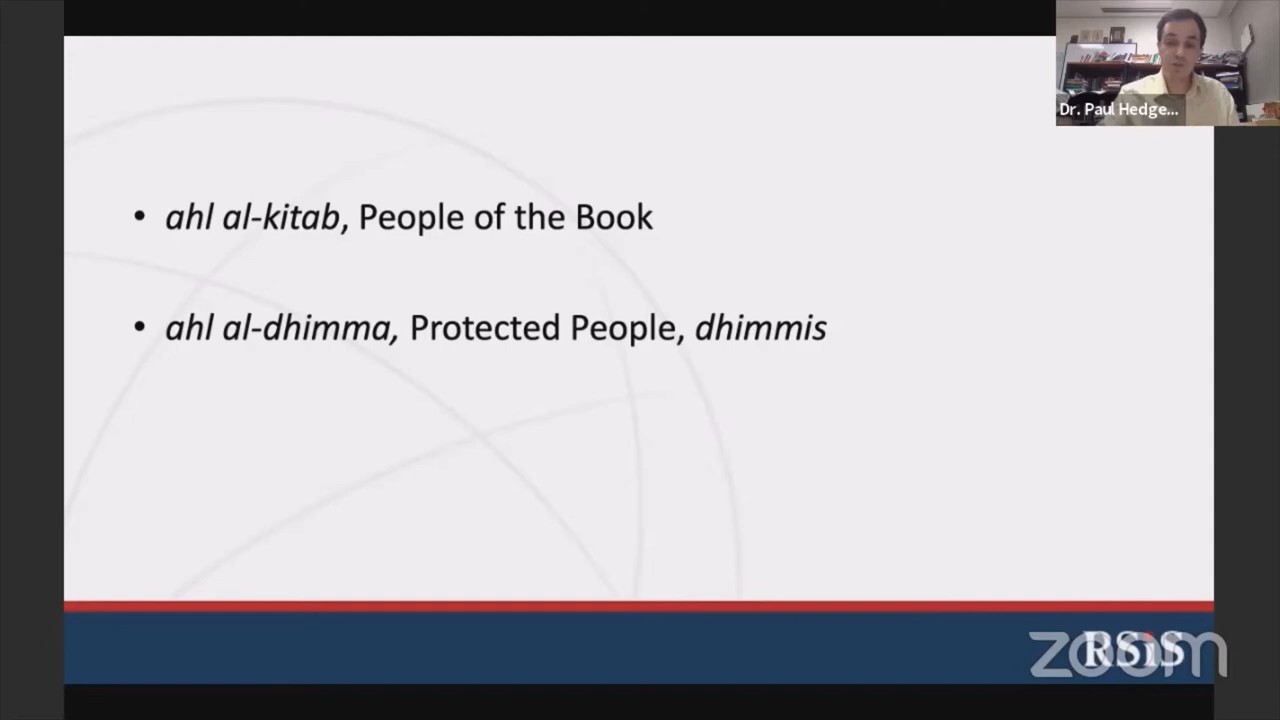 Dr. Paul Hedge...
• ahl al-kitab, People of the Book
• ahl al-dhimma, Protected People, dhimmis
RSiS
zoom